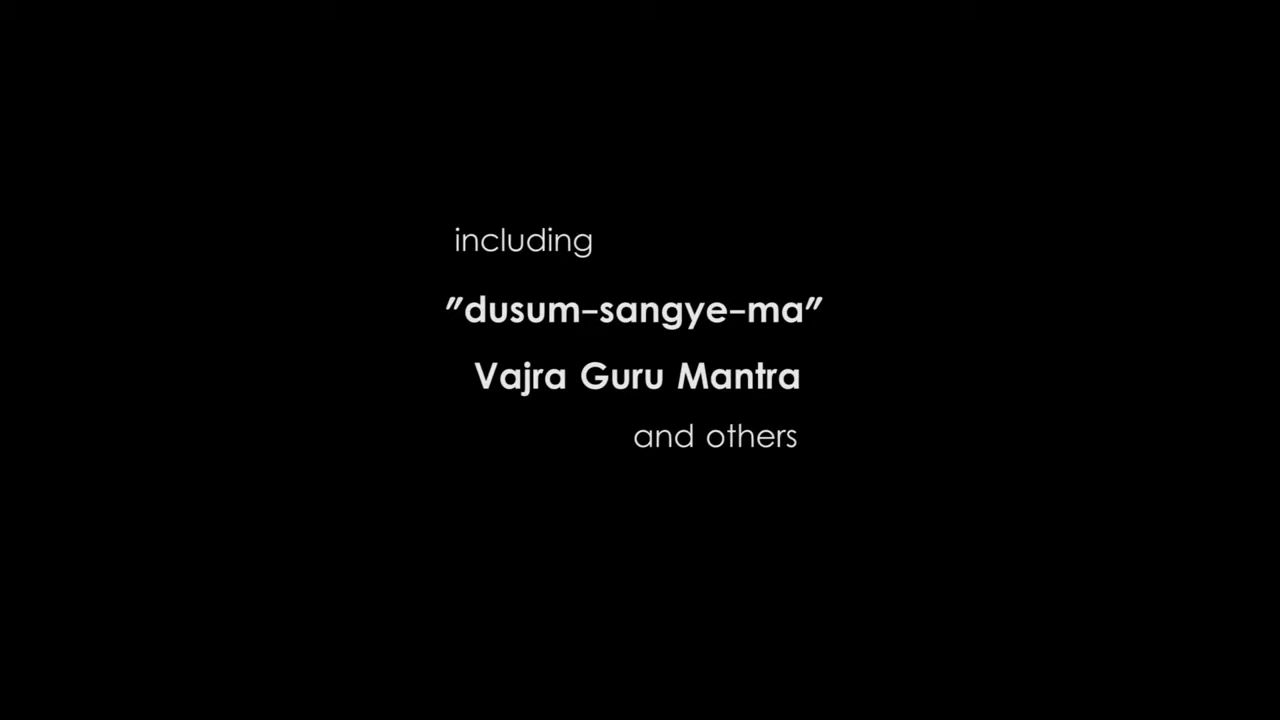 including
"dusum-sangye-ma"
Vajra Guru Mantra
and others